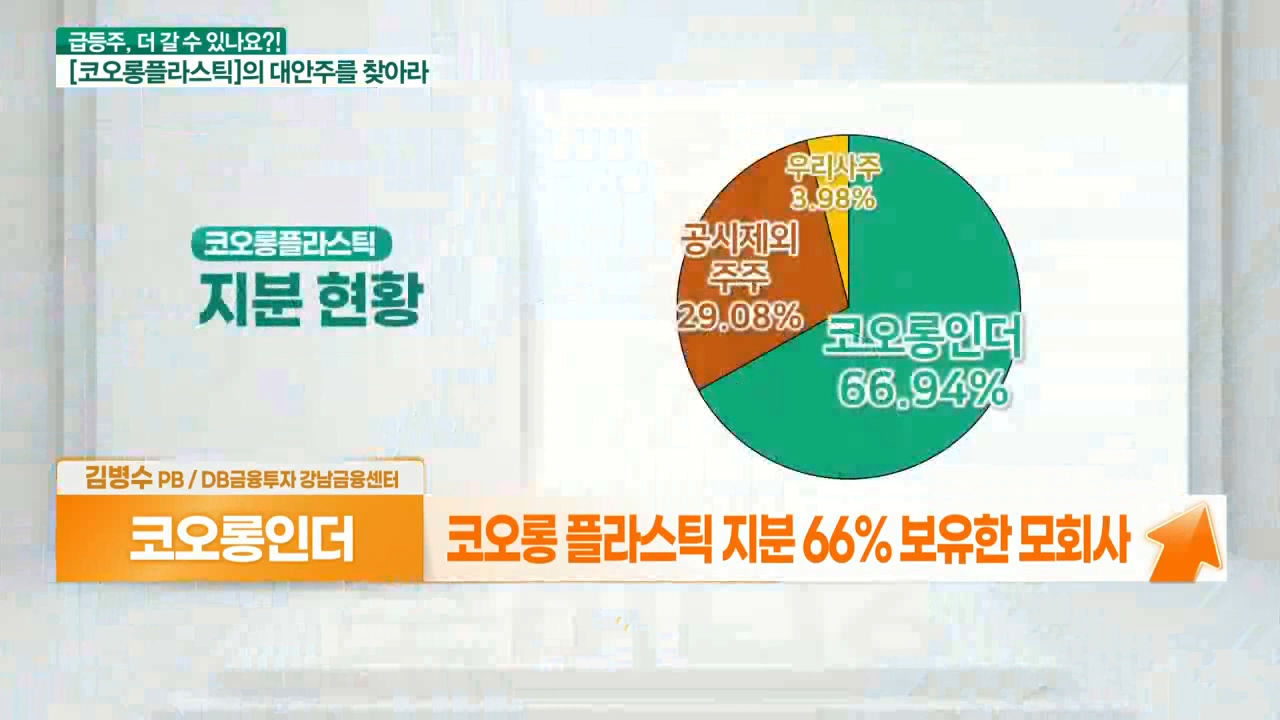 급등주, 더 갈 수 있나요?!
[코오롱플라스틱]의 대안주를 찾아라
코오롱플라스틱
지분 현황
우리사주
3.98%
공시제외
주주
29.08%
코오롱인더
66.94%
김병수 PB / DB금융투자 강남금융센터
코오롱인더
코오롱 플라스틱 지분 66% 보유한 모회사